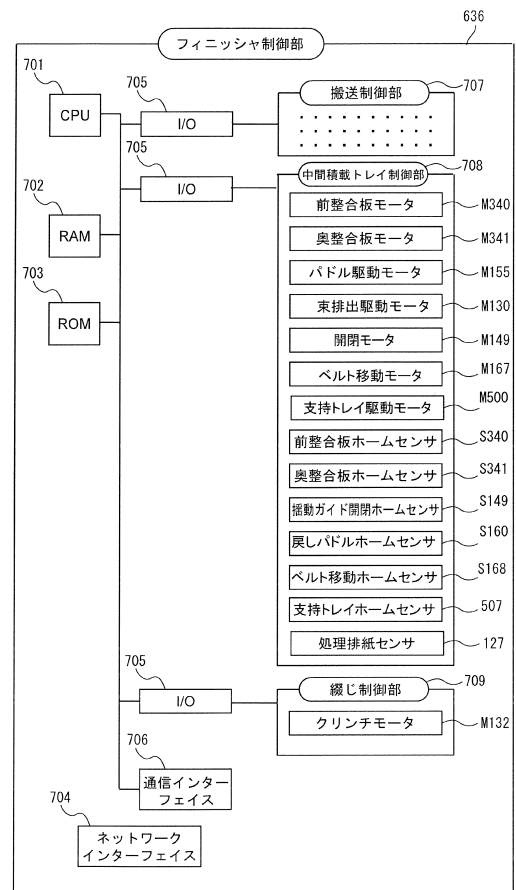 フィニッシャ制御部
636
701
CPU
705
I/O
搬送制御部
707
705
I/O
中間積載トレイ制御部
708
702
RAM
703
ROM
前整合板モータ
M340
奥整合板モータ
M341
パドル駆動モータ
M155
束排出駆動モータ
M130
開閉モータ
M149
ベルト移動モータ
M167
支持トレイ駆動モータ
M500
前整合板ホームセンサ
S340
奥整合板ホームセンサ
S341
揺動ガイド開閉ホームセンサ
S149
戻しパドルホームセンサ
S160
ベルト移動ホームセンサ
S168
支持トレイホームセンサ
507
処理排紙センサ
127
705
I/O
綴じ制御部
709
クリンチモータ
M132
706
通信インター
フェイス
704
ネットワーク
インターフェイス